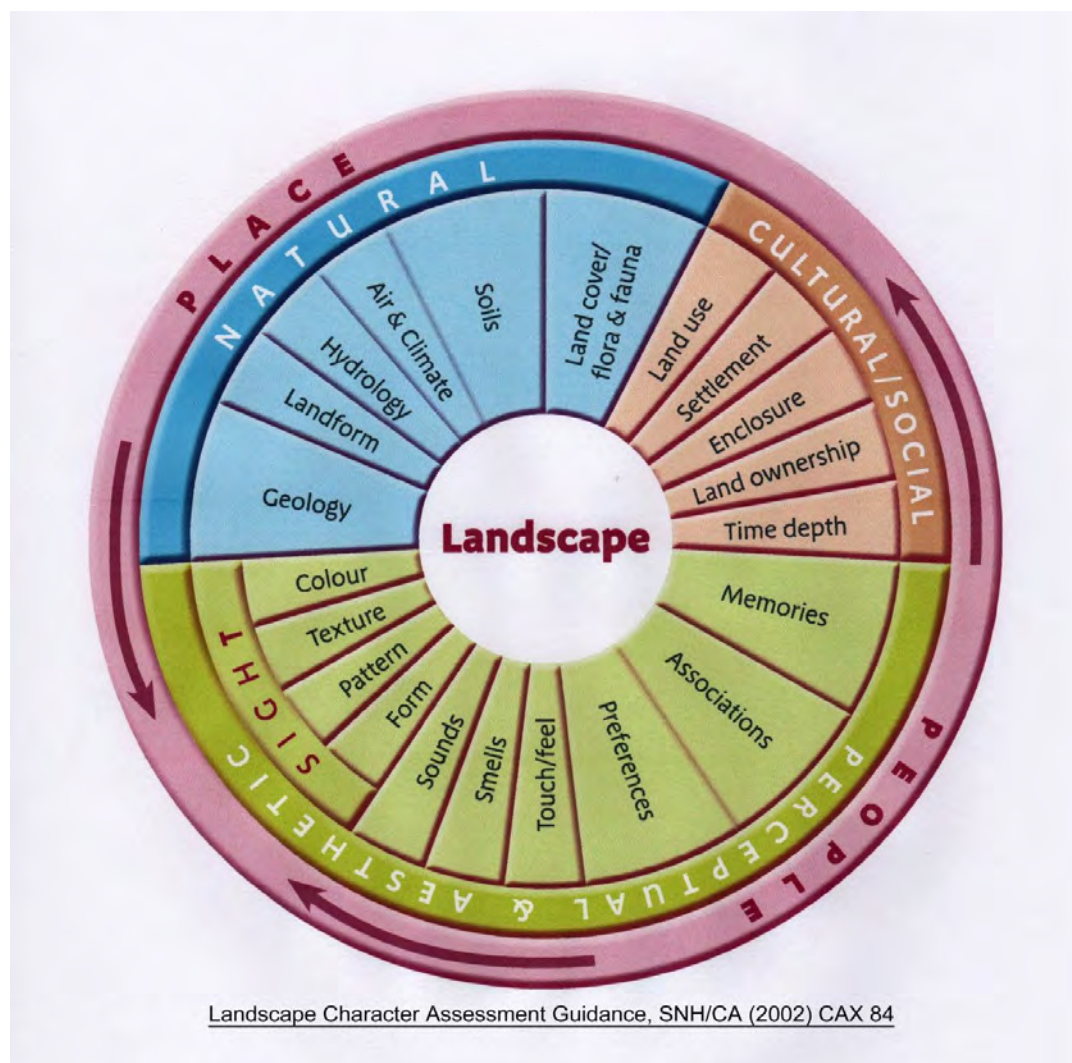 PLACE
NATURAL
CULTURAL/SOCIAL
Geology
Landform
Hydrology
Air & Climate
Soils
Land cover/
flora & fauna
Land use
Settlement
Enclosure
Land ownership
Time depth
Landscape
Colour
Texture
Pattern
Form
Sounds
Smells
Touch/feel
Preferences
Associations
Memories
SIGHT
PERCEPTUAL & AESTHETIC
PEOPLE
Landscape Character Assessment Guidance, SNH/CA (2002) CAX 84